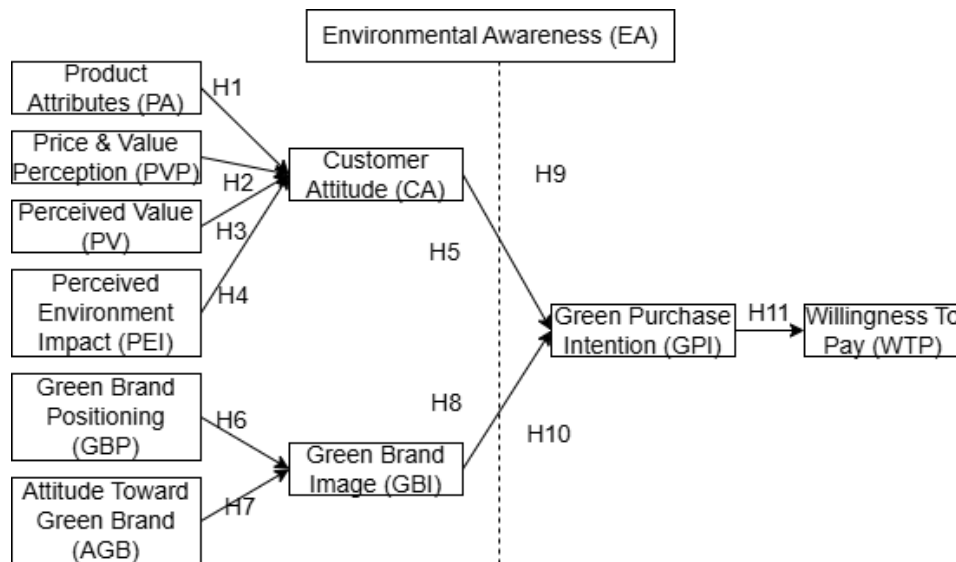 Environmental Awareness (EA)
Product
Attributes (PA)
H1
Price & Value
Perception (PVP)
H2
Perceived Value
(PV)
H3
Perceived
Environment
Impact (PEI)
H4
Customer
Attitude (CA)
H9
H5
Green Purchase
Intention (GPI)
H11
Willingness To
Pay (WTP)
Green Brand
Positioning
(GBP)
H6
H8
H10
Green Brand
Image (GBI)
Attitude Toward
Green Brand
(AGB)
H7